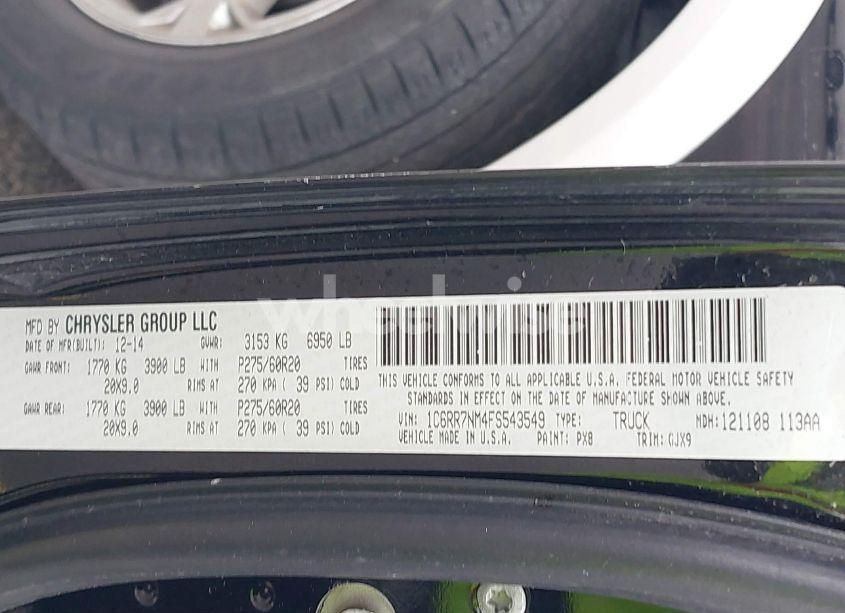 MFD BY CHRYSLER GROUP LLC
DATE OF MFR(BUILT): 12-14 GVWR: 3153 KG 6950 LB
GAWR FRONT: 1770 KG 3900 LB WITH P275/60R20 TIRES
20X9.0 RIMS AT 270 KPA ( 39 PSI) COLD
GAWR REAR: 1770 KG 3900 LB WITH P275/60R20 TIRES
20X9.0 RIMS AT 270 KPA ( 39 PSI) COLD
THIS VEHICLE CONFORMS TO ALL APPLICABLE U.S.A. FEDERAL MOTOR VEHICLE SAFETY
STANDARDS IN EFFECT ON THE DATE OF MANUFACTURE SHOWN ABOVE.
VIN: 1C6RR7NM4FS543549 TYPE: TRUCK MDH:121108 113AA
VEHICLE MADE IN U.S.A. PAINT: PX8 TRIM: GJX9
wheelwise